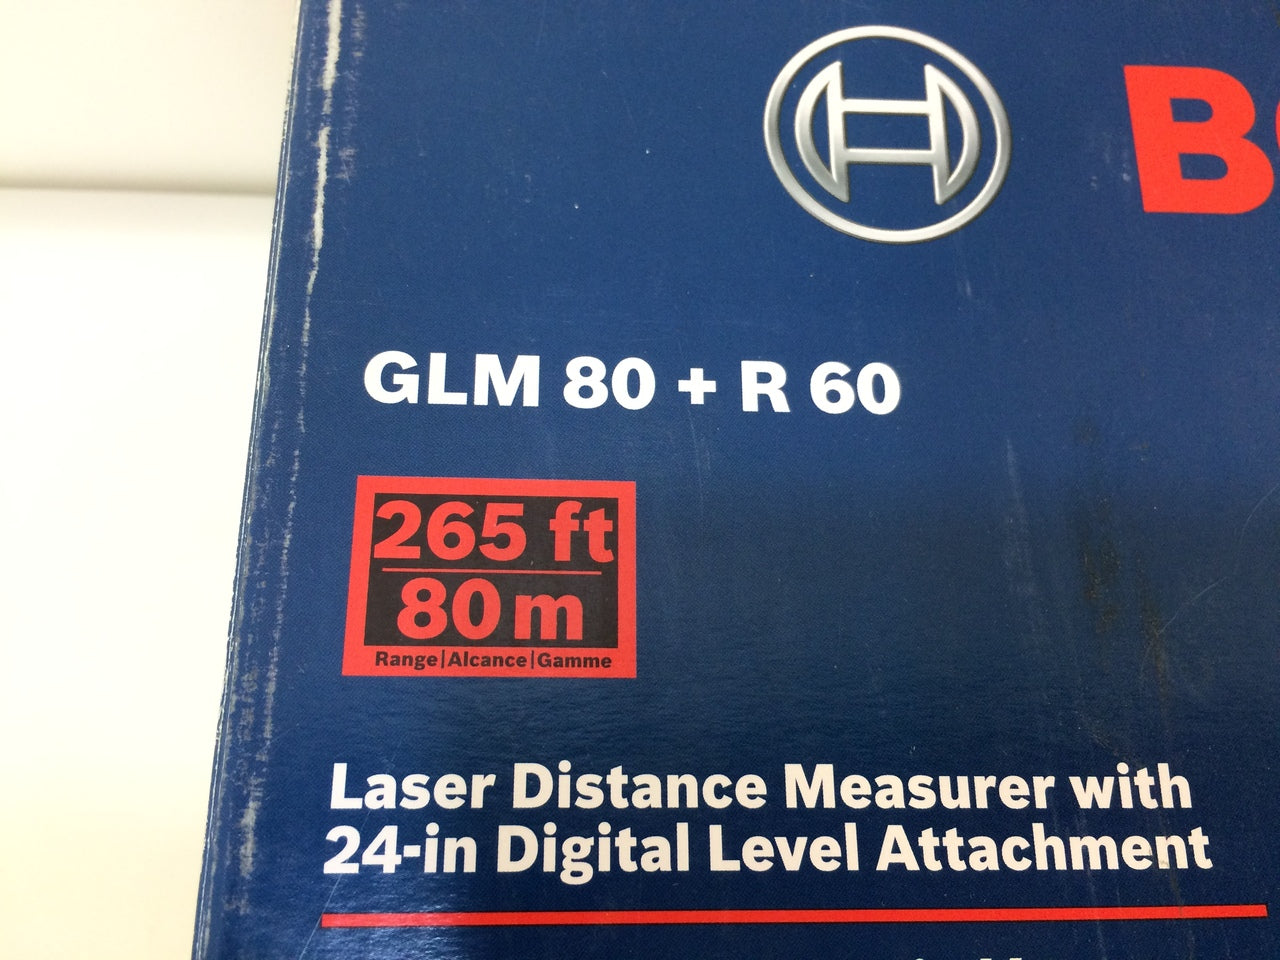 B
GLM 80 + R 60
265 ft
80 m
Range|Alcance|Gamme
Laser Distance Measurer with
24-in Digital Level Attachment